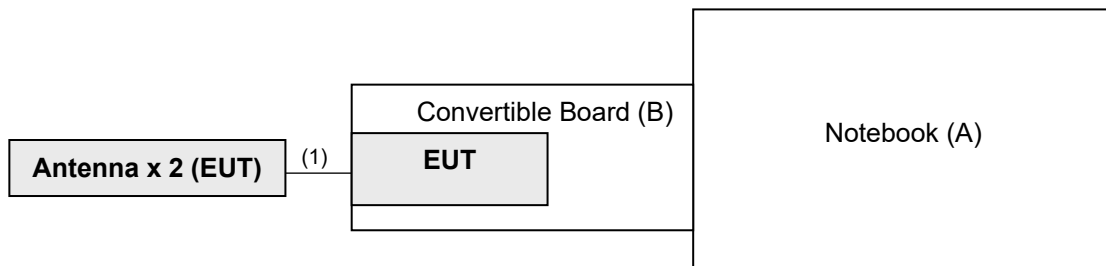 Convertible Board (B)
Notebook (A)
Antenna x 2 (EUT)
(1)
EUT